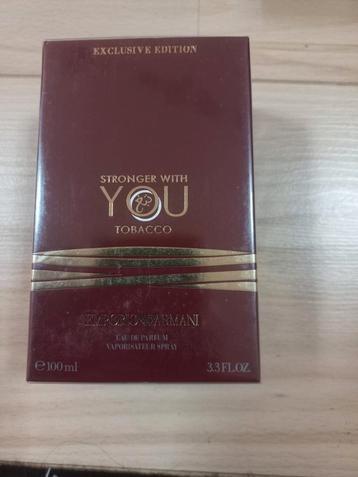 EXCLUSIVE EDITION
STRONGER WITH
YOU
TOBACCO
EMPORIO ARMANI
EAU DE PARFUM
VAPORISATEUR SPRAY
℮100 ml 3.3 FL.OZ.